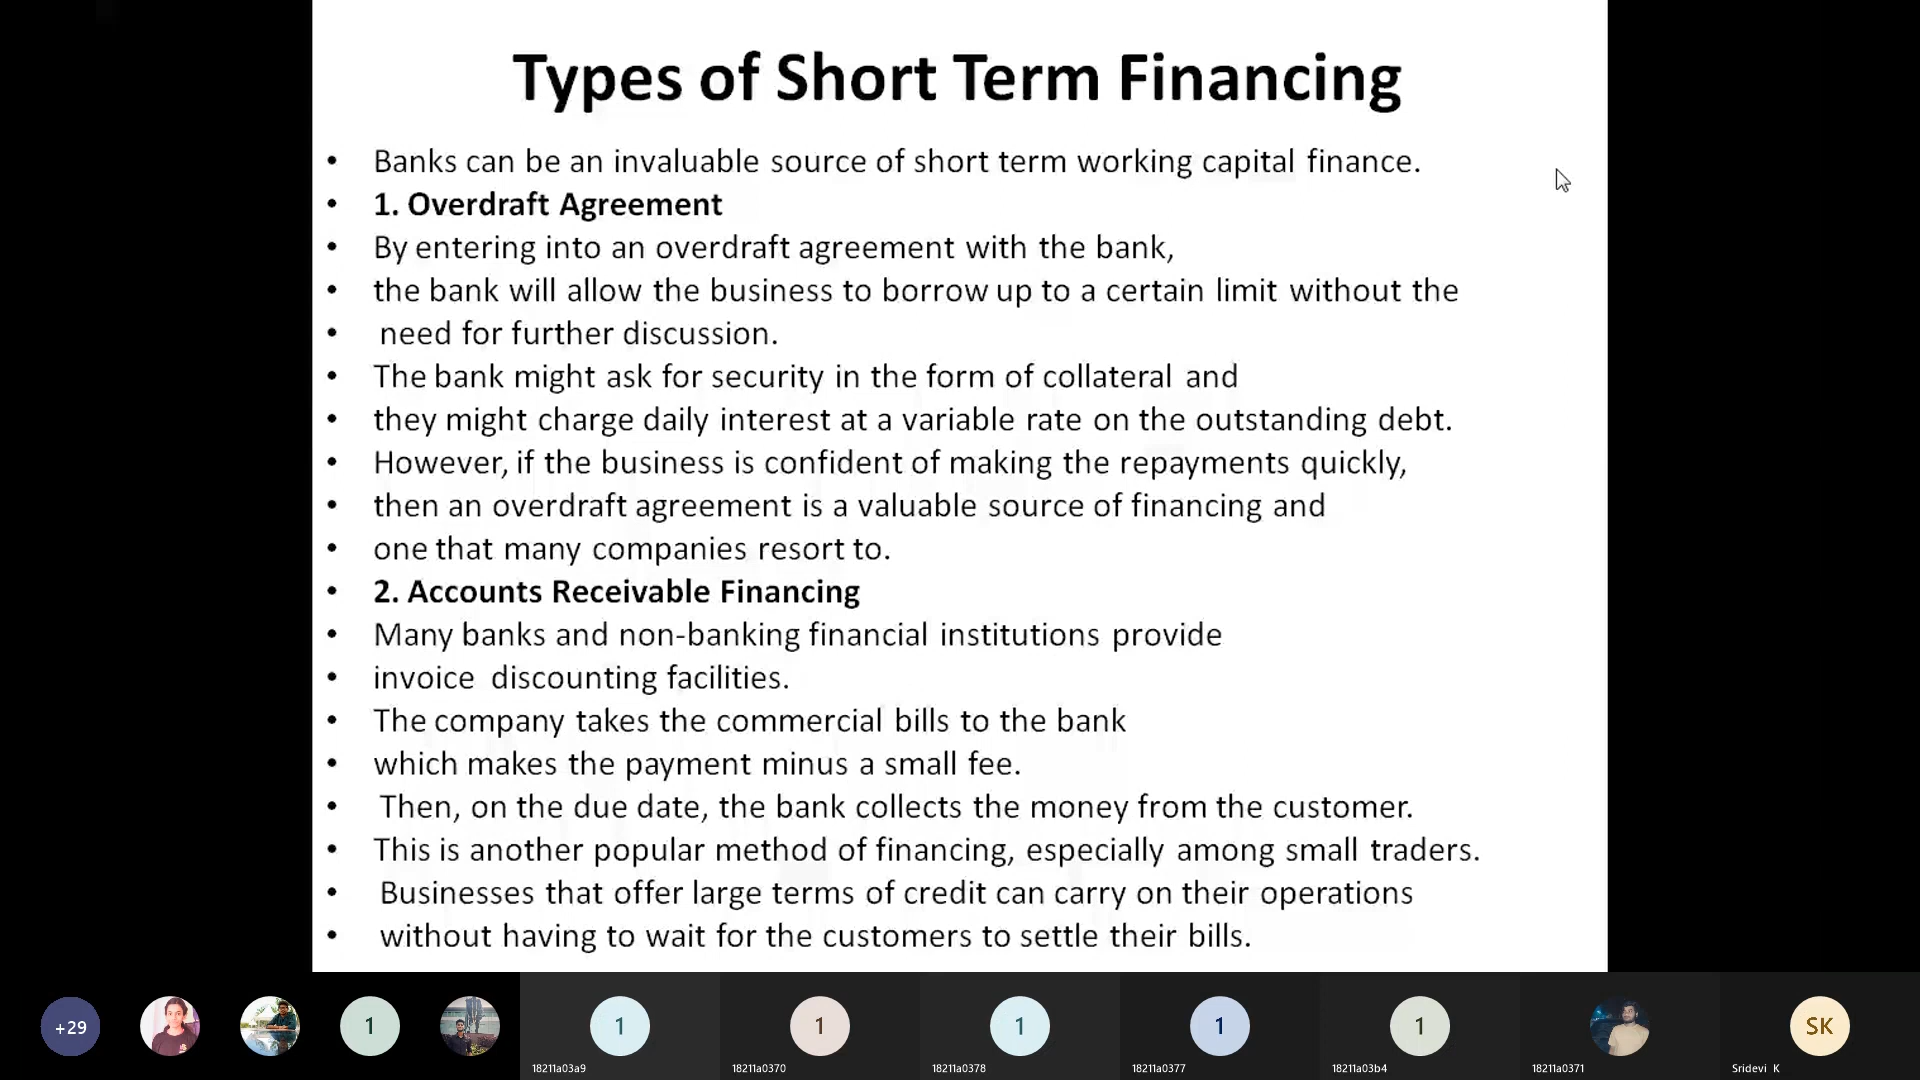 Types of Short Term Financing
• Banks can be an invaluable source of short term working capital finance.
• 1. Overdraft Agreement
• By entering into an overdraft agreement with the bank,
• the bank will allow the business to borrow up to a certain limit without the
• need for further discussion.
• The bank might ask for security in the form of collateral and
• they might charge daily interest at a variable rate on the outstanding debt.
• However, if the business is confident of making the repayments quickly,
• then an overdraft agreement is a valuable source of financing and
• one that many companies resort to.
• 2. Accounts Receivable Financing
• Many banks and non-banking financial institutions provide
• invoice discounting facilities.
• The company takes the commercial bills to the bank
• which makes the payment minus a small fee.
• Then, on the due date, the bank collects the money from the customer.
• This is another popular method of financing, especially among small traders.
• Businesses that offer large terms of credit can carry on their operations
• without having to wait for the customers to settle their bills.
+29 1 1 1 1 1 1 SK
18211a03a9 18211a0370 18211a0378 18211a0377 18211a03b4 18211a0371 Sridevi K